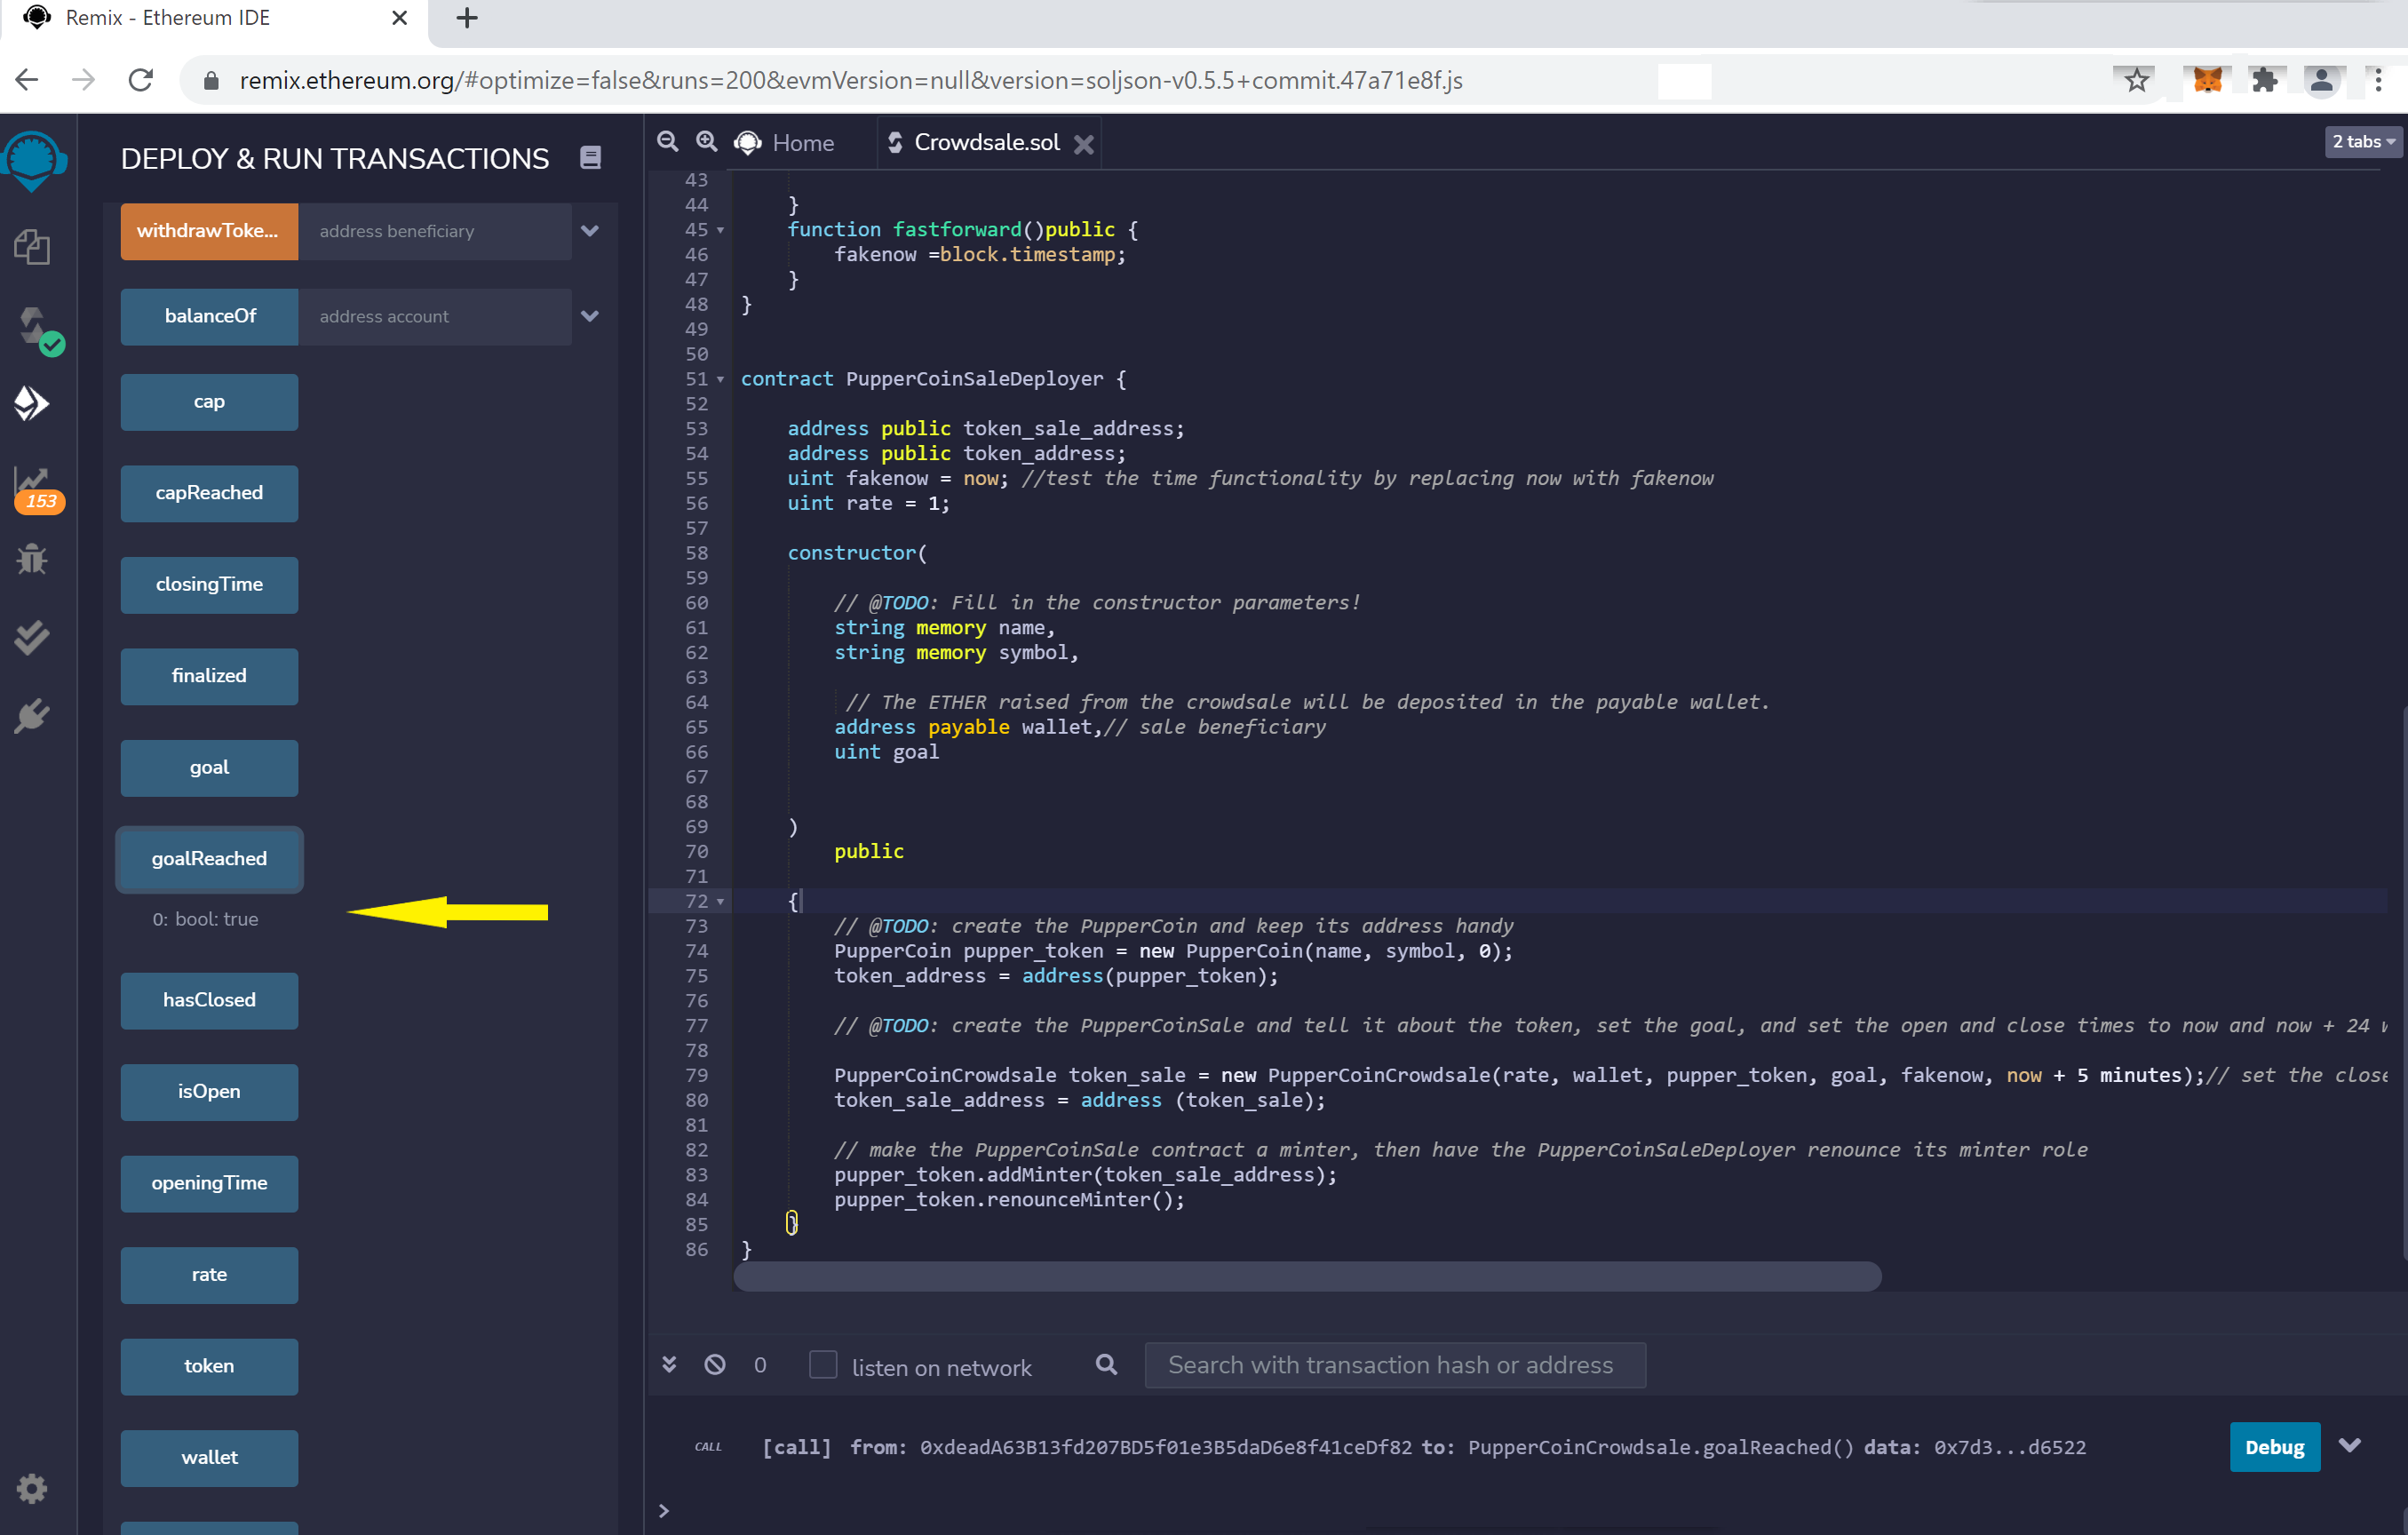 Remix - Ethereum IDE
remix.ethereum.org/#optimize=false&runs=200&evmVersion=null&version=soljson-v0.5.5+commit.47a71e8f.js
DEPLOY & RUN TRANSACTIONS
withdrawToke...
address beneficiary
balanceOf
address account
cap
capReached
closingTime
finalized
goal
goalReached
0: bool: true
hasClosed
isOpen
openingTime
rate
token
wallet
153
Home
Crowdsale.sol
2 tabs
43
44 }
45 function fastforward()public {
46 fakenow =block.timestamp;
47 }
48 }
49
50
51 contract PupperCoinSaleDeployer {
52
53 address public token_sale_address;
54 address public token_address;
55 uint fakenow = now; //test the time functionality by replacing now with fakenow
56 uint rate = 1;
57
58 constructor(
59
60 // @TODO: Fill in the constructor parameters!
61 string memory name,
62 string memory symbol,
63
64 // The ETHER raised from the crowdsale will be deposited in the payable wallet.
65 address payable wallet,// sale beneficiary
66 uint goal
67
68
69 )
70 public
71
72 {
73 // @TODO: create the PupperCoin and keep its address handy
74 PupperCoin pupper_token = new PupperCoin(name, symbol, 0);
75 token_address = address(pupper_token);
76
77 // @TODO: create the PupperCoinSale and tell it about the token, set the goal, and set the open and close times to now and now + 24 w
78
79 PupperCoinCrowdsale token_sale = new PupperCoinCrowdsale(rate, wallet, pupper_token, goal, fakenow, now + 5 minutes);// set the close
80 token_sale_address = address (token_sale);
81
82 // make the PupperCoinSale contract a minter, then have the PupperCoinSaleDeployer renounce its minter role
83 pupper_token.addMinter(token_sale_address);
84 pupper_token.renounceMinter();
85 }
86 }
0
listen on network
Search with transaction hash or address
CALL [call] from: 0xdeadA63B13fd207BD5f01e3B5daD6e8f41ceDf82 to: PupperCoinCrowdsale.goalReached() data: 0x7d3...d6522
Debug
>